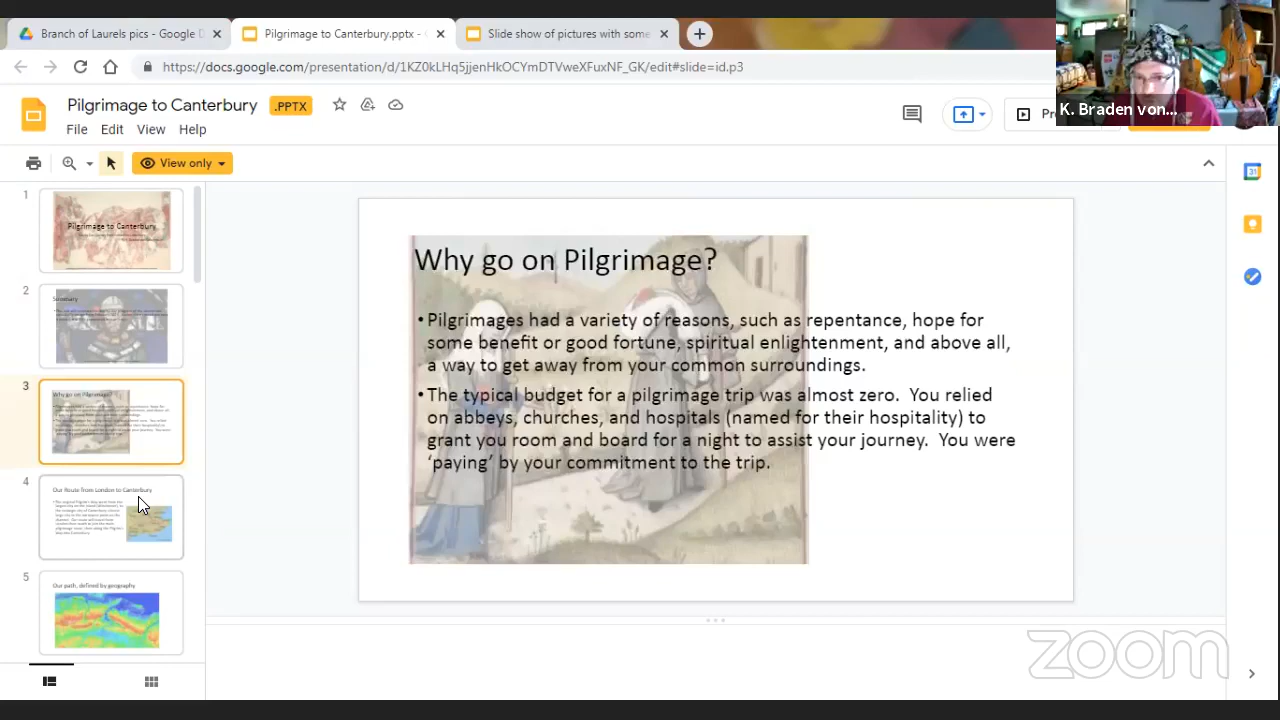 Branch of Laurels pics - Google D
Pilgrimage to Canterbury.pptx -
Slide show of pictures with some
https://docs.google.com/presentation/d/1KZ0kLHq5jjenHkOCYmDTVweXFuxNF_GK/edit#slide=id.p3
K. Braden von...
Pilgrimage to Canterbury
.PPTX
File Edit View Help
View only
31
1
Pilgrimage to Canterbury
2
Summary
3
Why go on Pilgrimage?
4
Our Route from London to Canterbury
5
Our path, defined by geography
Why go on Pilgrimage?
•Pilgrimages had a variety of reasons, such as repentance, hope for
some benefit or good fortune, spiritual enlightenment, and above all,
a way to get away from your common surroundings.
•The typical budget for a pilgrimage trip was almost zero. You relied
on abbeys, churches, and hospitals (named for their hospitality) to
grant you room and board for a night to assist your journey. You were
‘paying’ by your commitment to the trip.
zoom